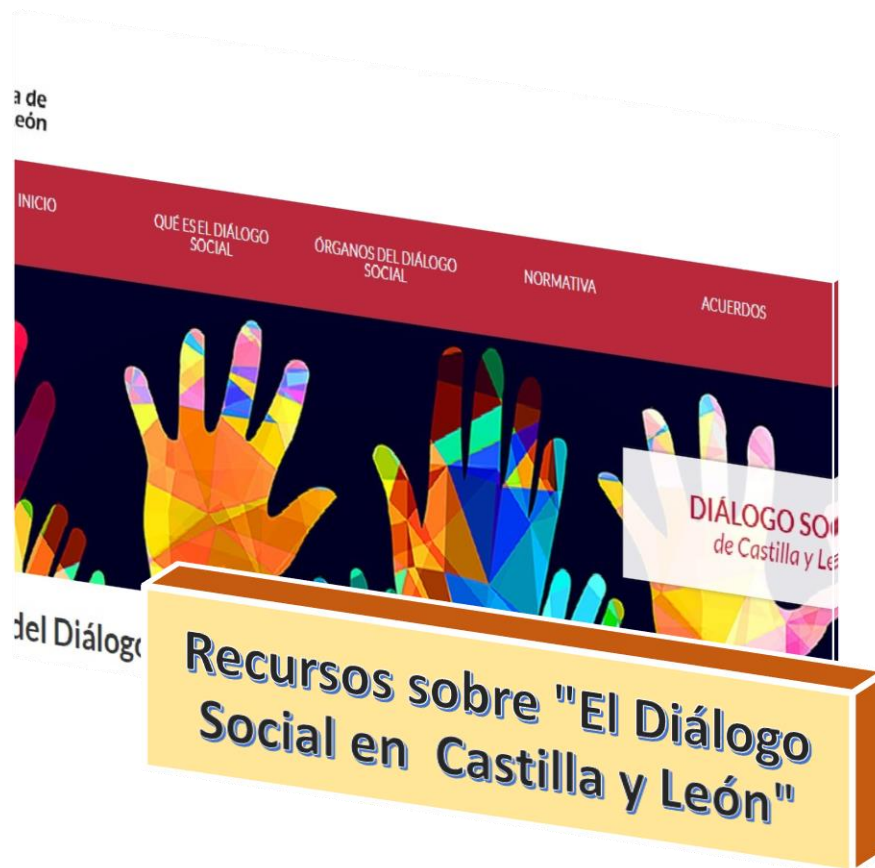 a de
eón
INICIO
QUÉ ES EL DIÁLOGO
SOCIAL
ÓRGANOS DEL DIÁLOGO
SOCIAL
NORMATIVA
ACUERDOS
DIÁLOGO SOC
de Castilla y Le
del Diálogo
Recursos sobre "El Diálogo
Social en Castilla y León"